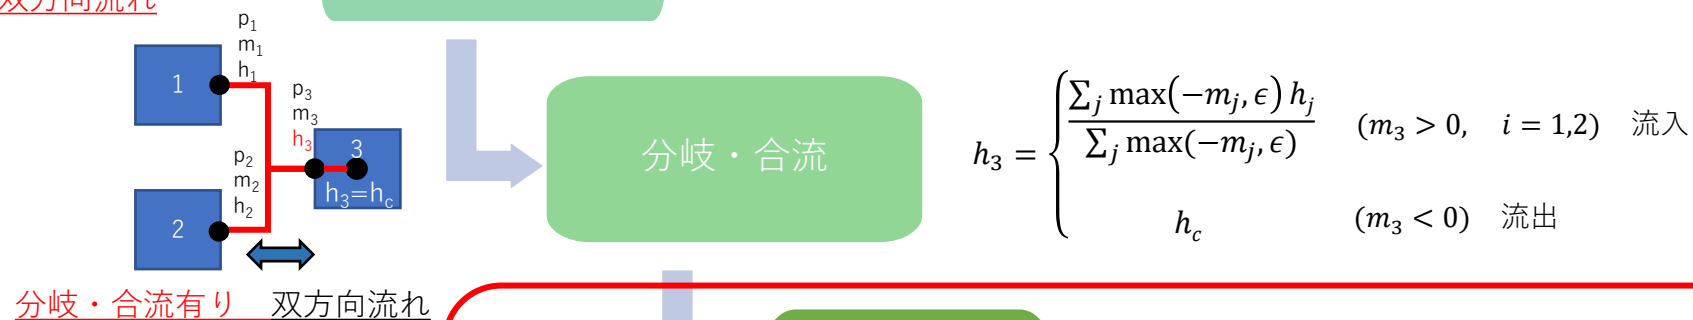 双方向流れ
p₁
m₁
h₁
1
p₃
m₃
h₃
3
h₃=h_c
p₂
m₂
h₂
2
分岐・合流有り　双方向流れ
分岐・合流
h₃ = { ∑ⱼ max(−mⱼ, ϵ) hⱼ / ∑ⱼ max(−mⱼ, ϵ)　(m₃ > 0,　i = 1,2)　流入
h_c　(m₃ < 0)　流出